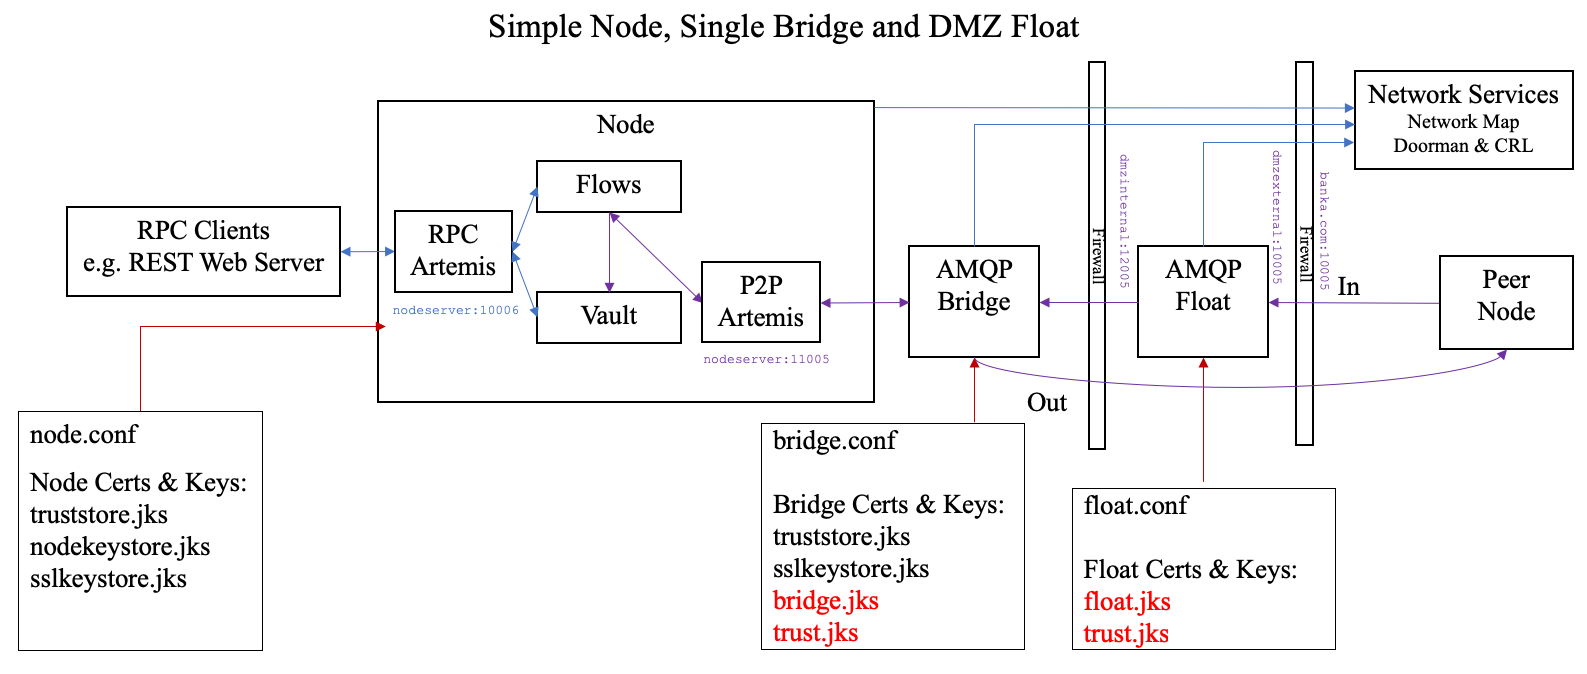 Simple Node, Single Bridge and DMZ Float
Network Services
Network Map
Doorman & CRL
Node
Flows
RPC Clients
e.g. REST Web Server
RPC
Artemis
nodeserver:10006
Vault
P2P
Artemis
nodeserver:11005
AMQP
Bridge
Firewall
dmzinternal:12005
AMQP
Float
dmzexternal:10005
Firewall
banka.com:10005
In
Peer
Node
Out
node.conf
Node Certs & Keys:
truststore.jks
nodekeystore.jks
sslkeystore.jks
bridge.conf
Bridge Certs & Keys:
truststore.jks
sslkeystore.jks
bridge.jks
trust.jks
float.conf
Float Certs & Keys:
float.jks
trust.jks